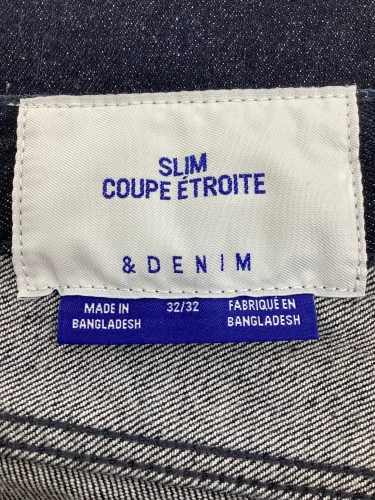 SLIM
COUPE ÉTROITE
& DENIM
MADE IN
BANGLADESH
32/32
FABRIQUÉ EN
BANGLADESH